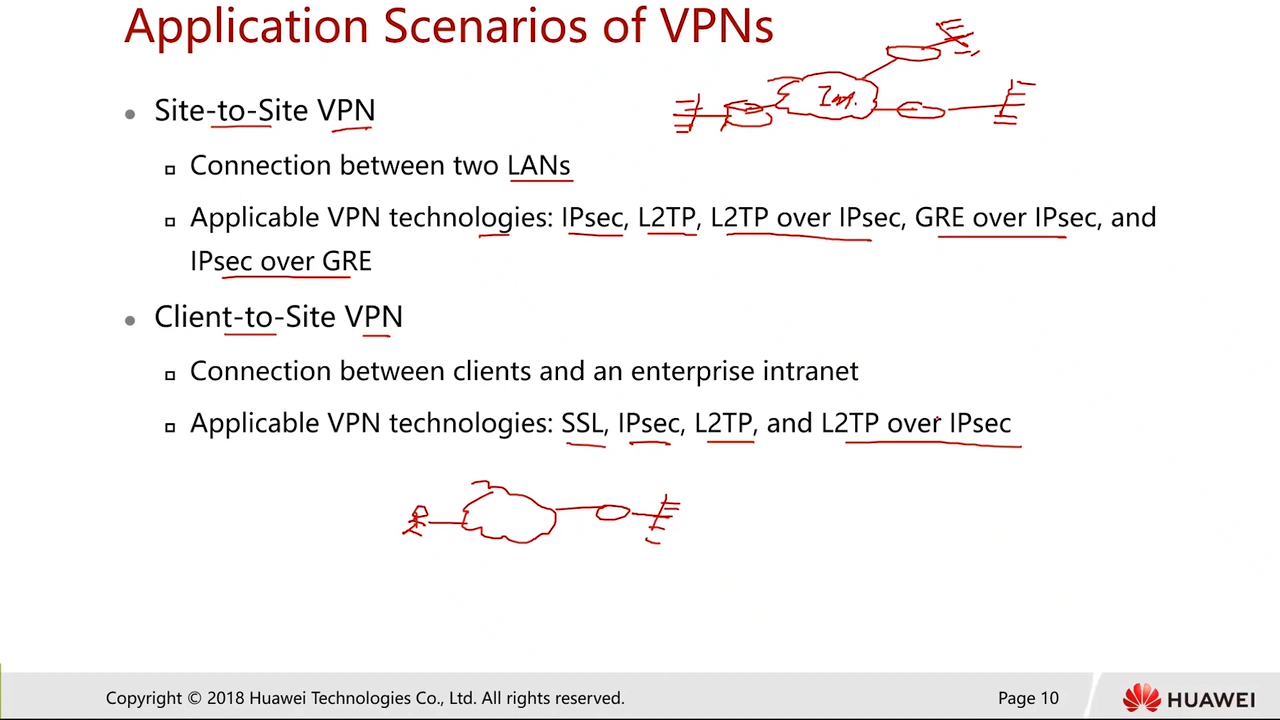 Application Scenarios of VPNs
Int.
Site-to-Site VPN
Connection between two LANs
Applicable VPN technologies: IPsec, L2TP, L2TP over IPsec, GRE over IPsec, and
IPsec over GRE
Client-to-Site VPN
Connection between clients and an enterprise intranet
Applicable VPN technologies: SSL, IPsec, L2TP, and L2TP over IPsec
Copyright © 2018 Huawei Technologies Co., Ltd. All rights reserved.
Page 10
HUAWEI